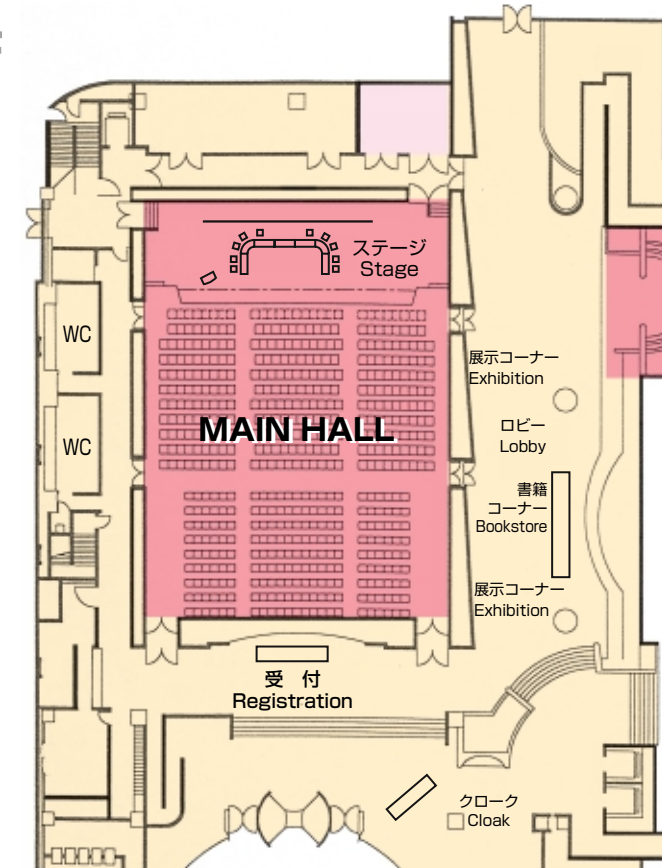 ステージ
Stage
WC
展示コーナー
Exhibition
MAIN HALL
ロビー
Lobby
WC
書籍
コーナー
Bookstore
展示コーナー
Exhibition
受 付
Registration
クローク
Cloak